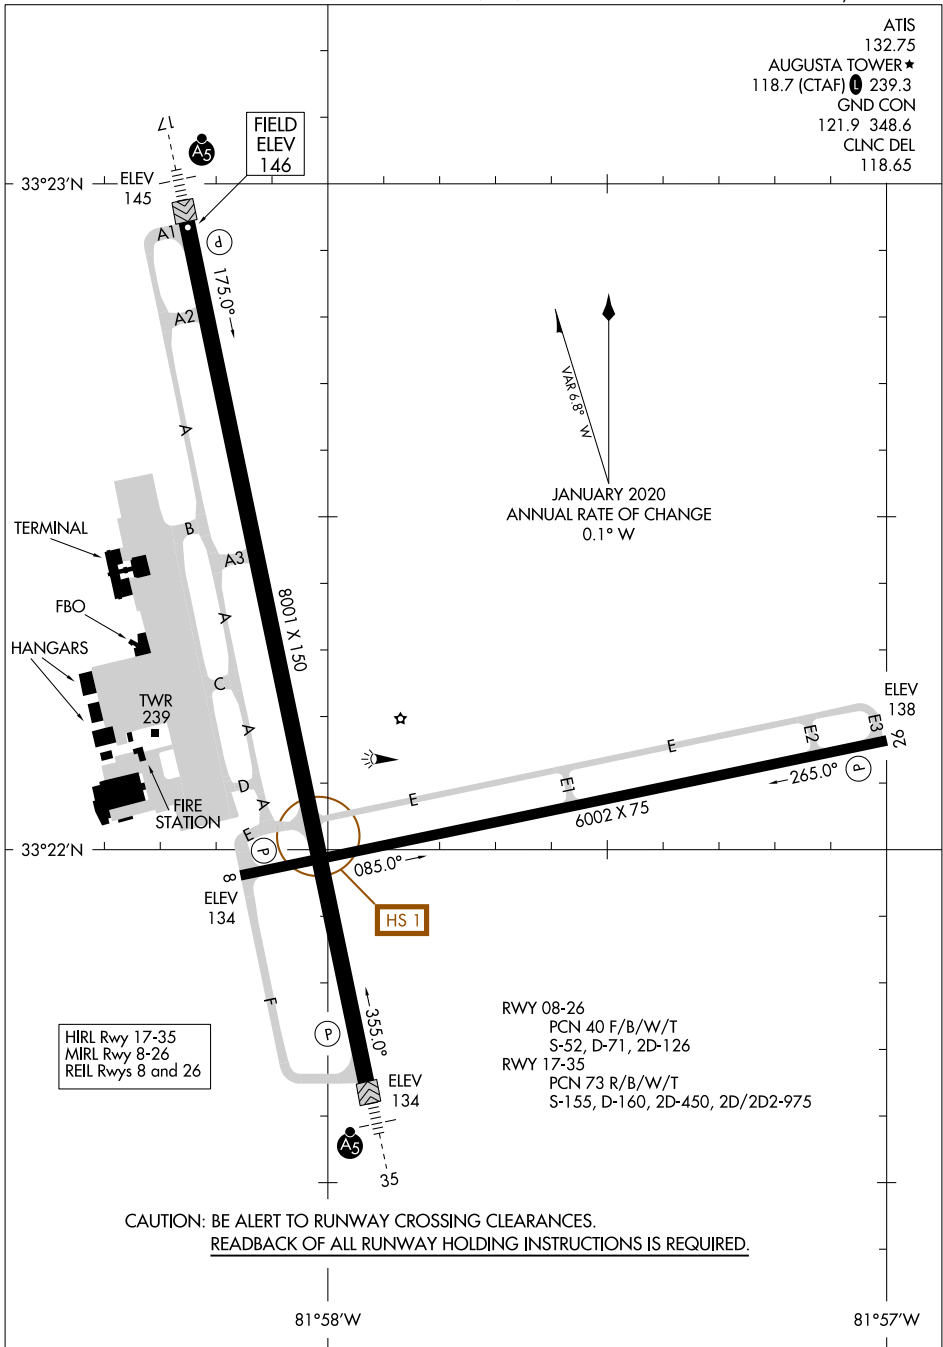 ATIS
132.75
AUGUSTA TOWER★
118.7 (CTAF) L 239.3
GND CON
121.9 348.6
CLNC DEL
118.65
17
A5
FIELD
ELEV
146
33°23'N
ELEV
145
A1
P
175.0°
A2
VAR 6.8° W
A
JANUARY 2020
ANNUAL RATE OF CHANGE
0.1° W
TERMINAL
B
A3
8001 X 150
FBO
A
HANGARS
C
TWR
239
A
ELEV
138
E3
E2
26
E
P
265.0°
E1
D
E
A
6002 X 75
FIRE
STATION
E
33°22'N
P
085.0°
8
ELEV
134
HS 1
F
P
355.0°
HIRL Rwy 17-35
MIRL Rwy 8-26
REIL Rwys 8 and 26
RWY 08-26
PCN 40 F/B/W/T
S-52, D-71, 2D-126
RWY 17-35
PCN 73 R/B/W/T
S-155, D-160, 2D-450, 2D/2D2-975
ELEV
134
A5
35
CAUTION: BE ALERT TO RUNWAY CROSSING CLEARANCES.
READBACK OF ALL RUNWAY HOLDING INSTRUCTIONS IS REQUIRED.
81°58'W
81°57'W